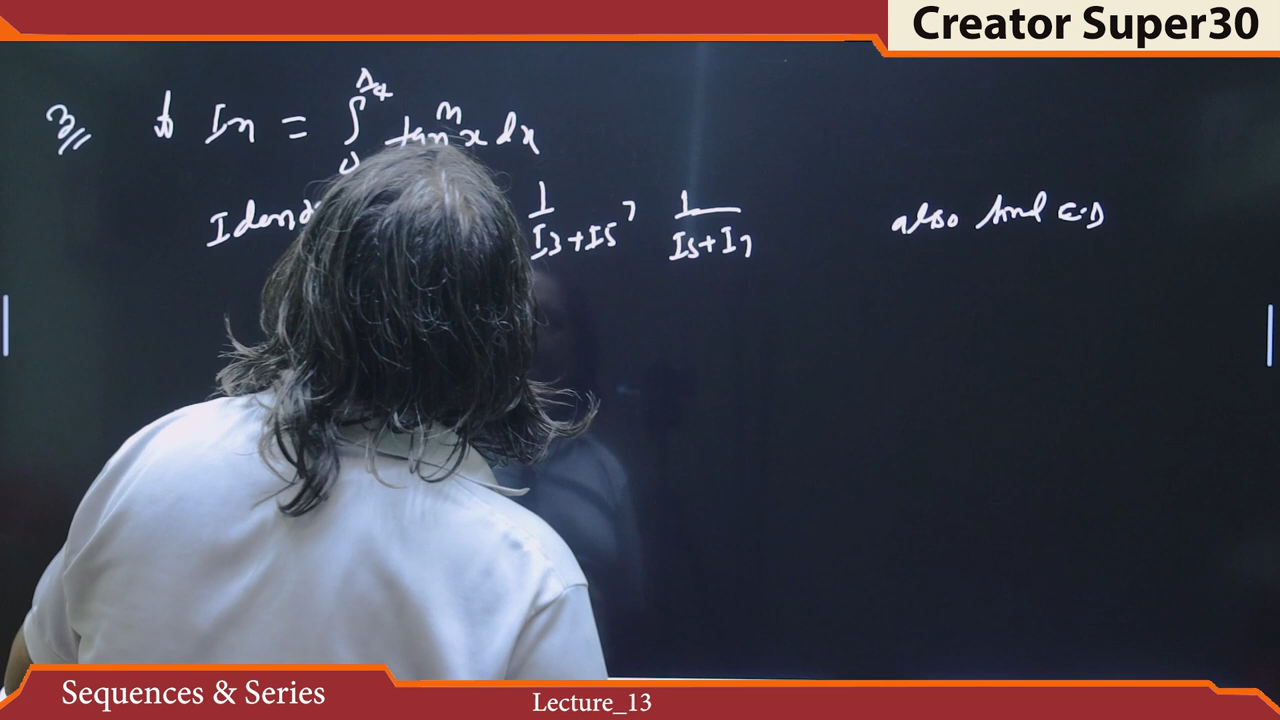 Creator Super30
3 If In = ∫₀^π/4 tanⁿx dx
1/(I3+I5), 1/(I5+I7) also find C.D
Sequences & Series
Lecture_13